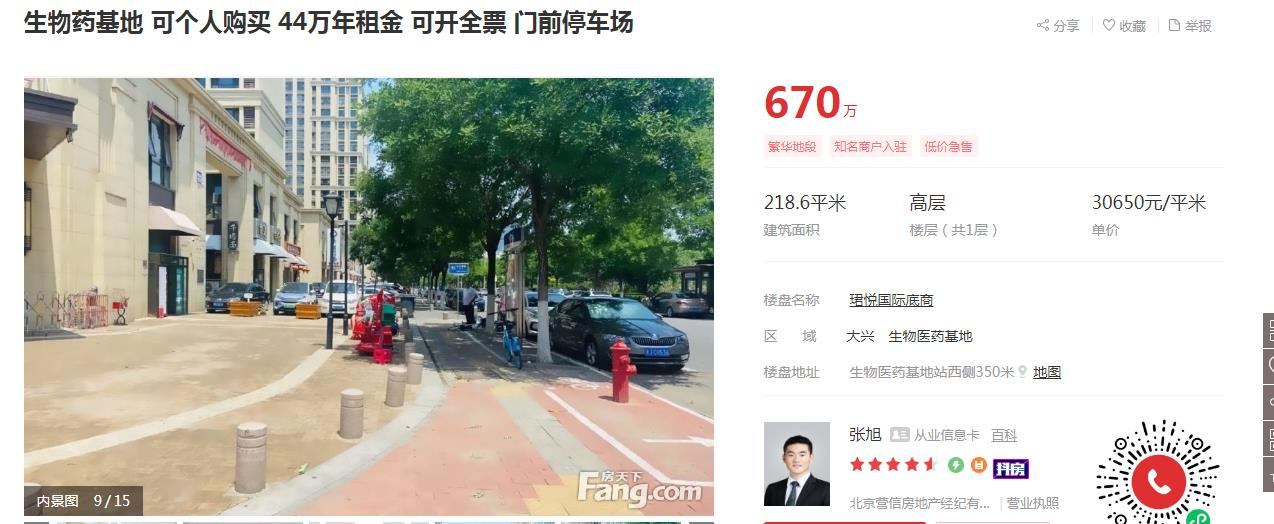 生物药基地 可个人购买 44万年租金 可开全票 门前停车场
分享 收藏 举报
670万
繁华地段 知名商户入驻 低价急售
218.6平米 高层 30650元/平米
建筑面积 楼层（共1层） 单价
楼盘名称 珺悦国际底商
区 域 大兴 生物医药基地
楼盘地址 生物医药基地站西侧350米 地图
张旭 从业信息卡 百科
抖房
北京营信房地产经纪有... 营业执照
内景图 9/15
房天下
Fang.com